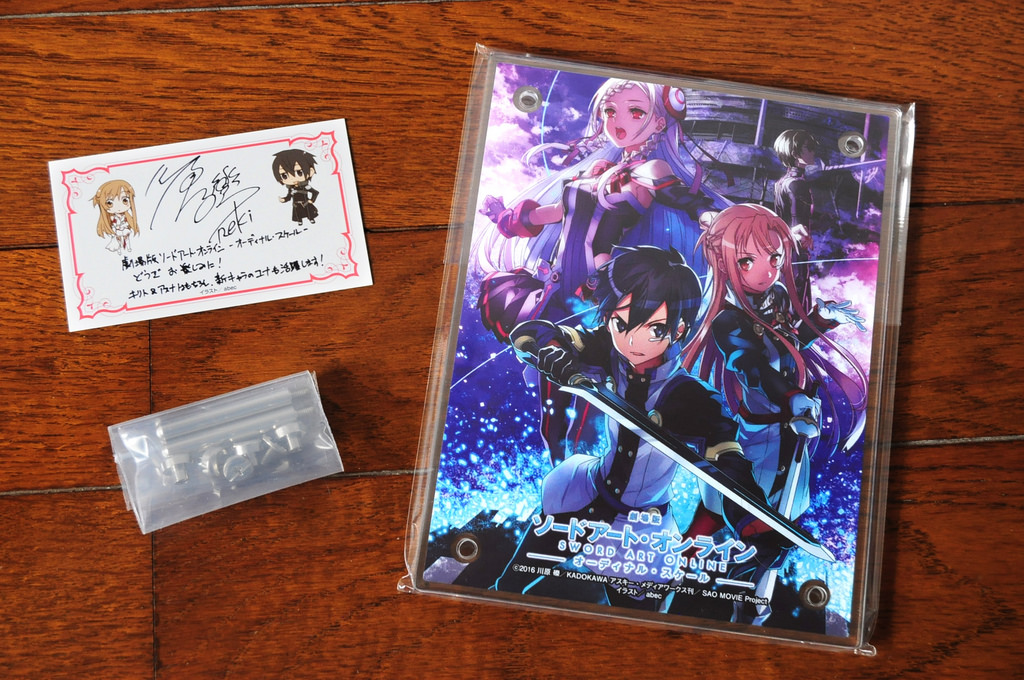 劇場版 ソードアート・オンライン -オーディナル・スケール-
どうぞ お楽しみに!
キリト&アスナはもちろん、新キャラのユナも活躍します!
イラスト/abec
劇場版
ソードアート・オンライン
SWORD ART ONLINE
オーディナル・スケール
©2016 川原 礫/KADOKAWA アスキー・メディアワークス刊/SAO MOVIE Project
イラスト abec